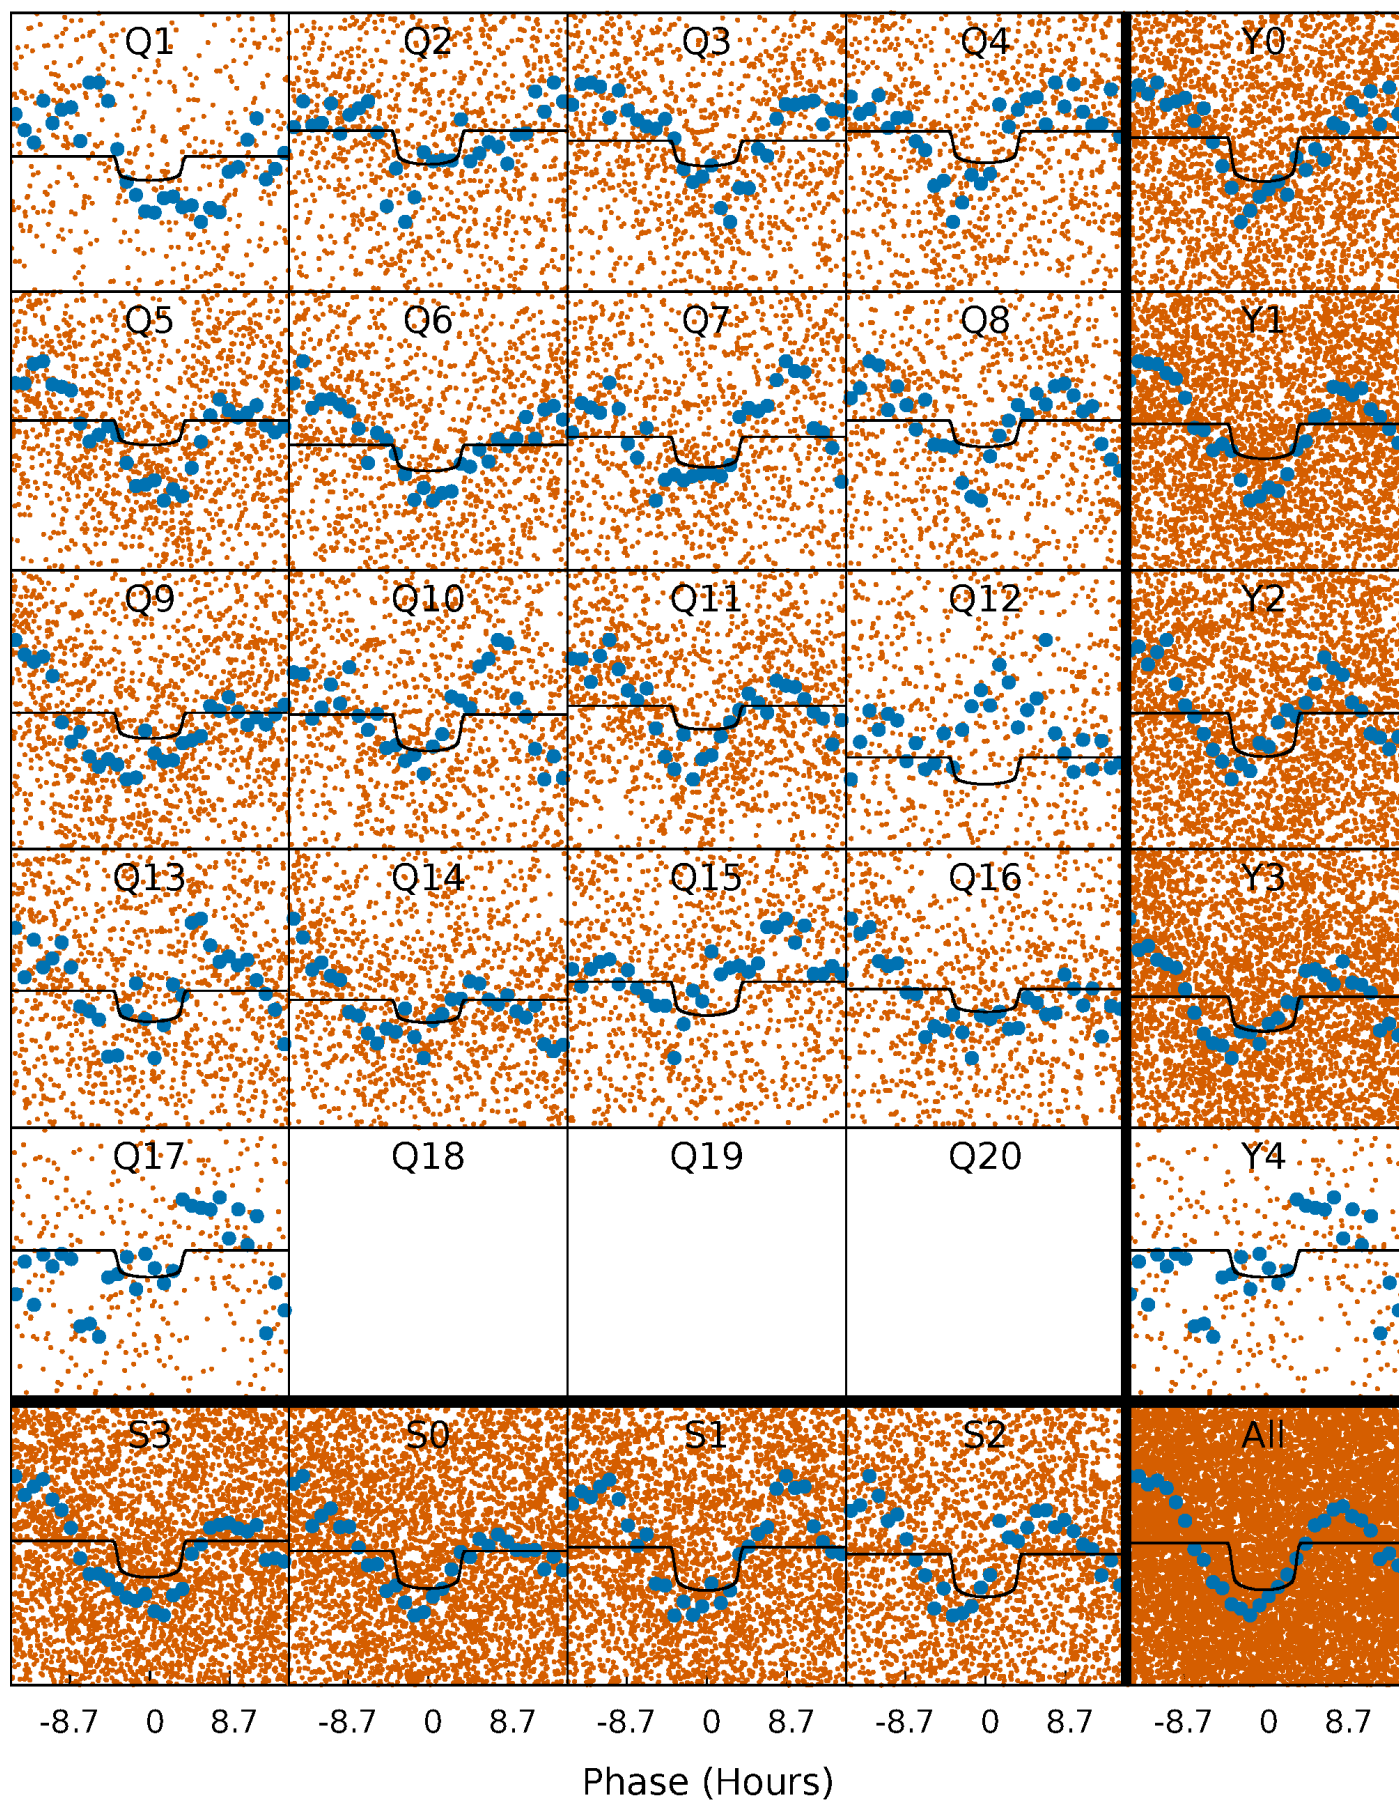 Q1 Q2 Q3 Q4 Y0
Q5 Q6 Q7 Q8 Y1
Q9 Q10 Q11 Q12 Y2
Q13 Q14 Q15 Q16 Y3
Q17 Q18 Q19 Q20 Y4
S3 S0 S1 S2 All
-8.7 0 8.7 -8.7 0 8.7 -8.7 0 8.7 -8.7 0 8.7 -8.7 0 8.7
Phase (Hours)